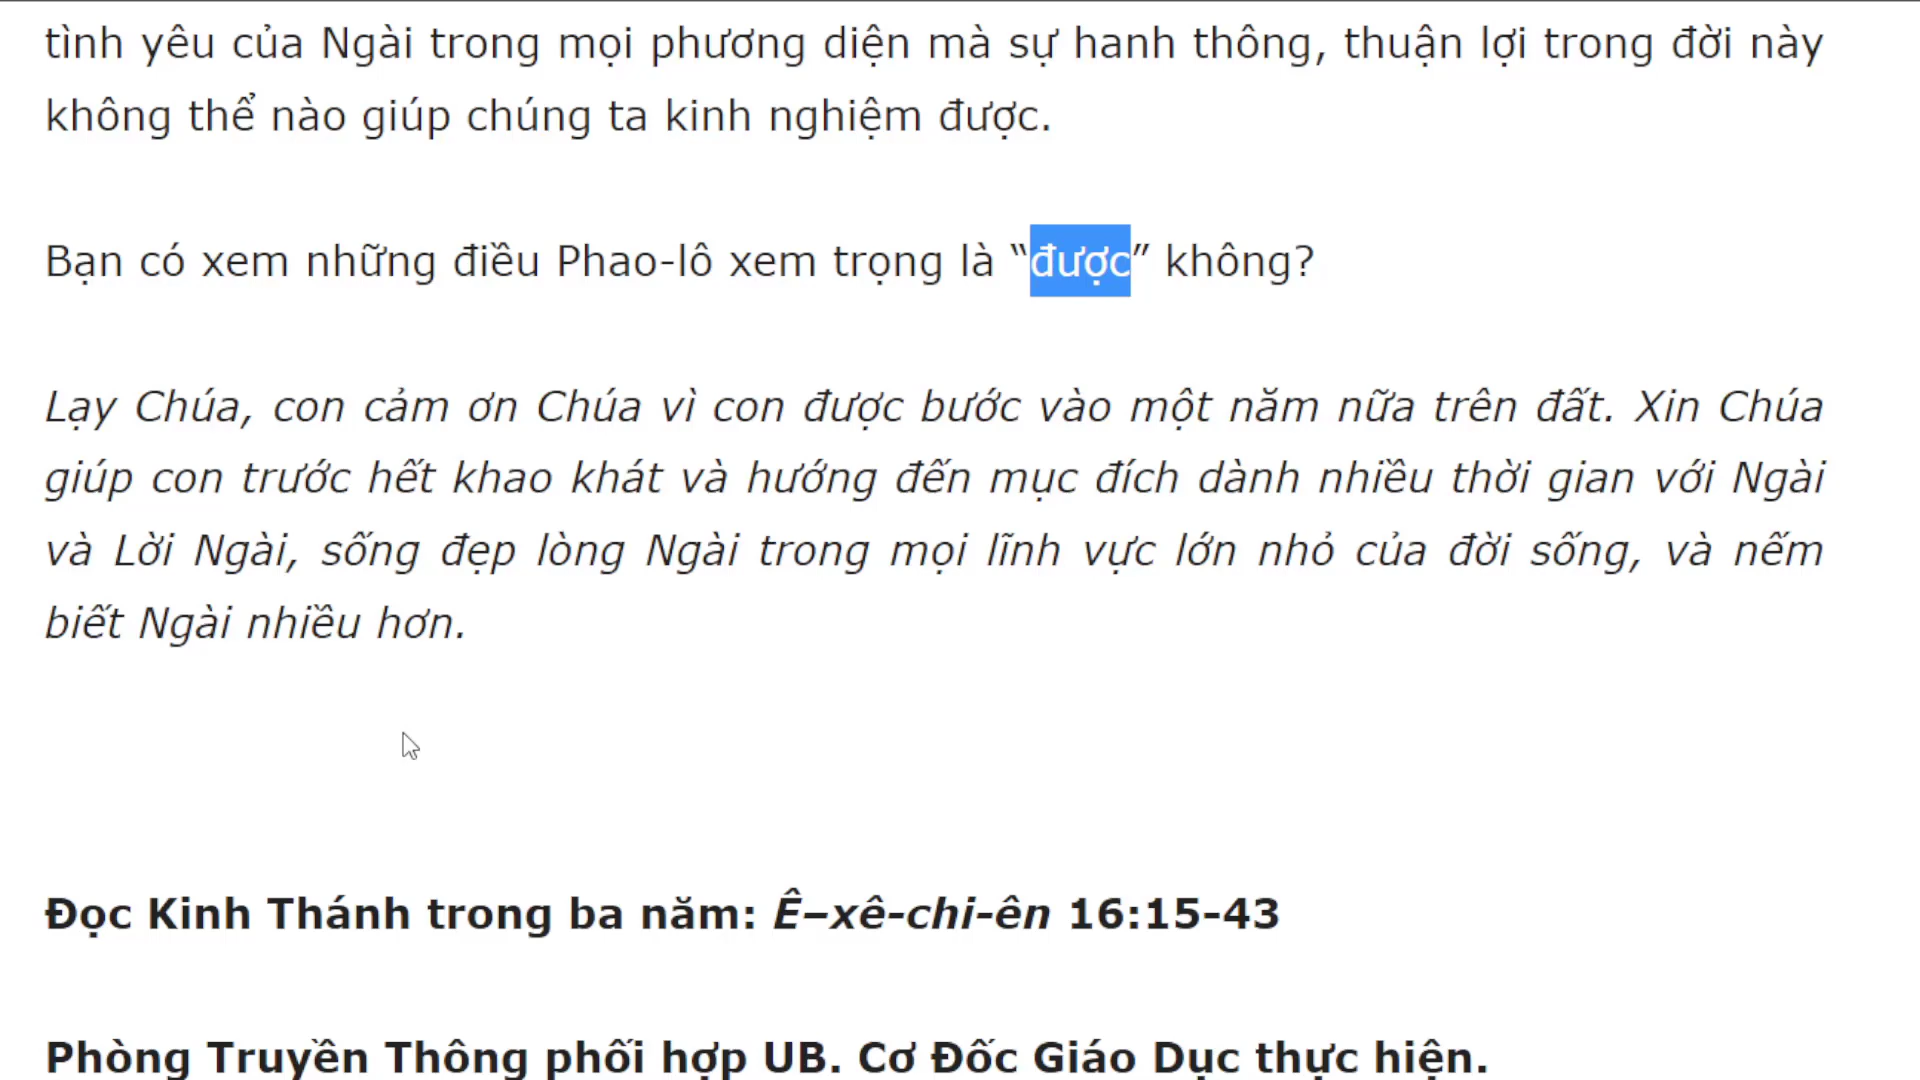 tình yêu của Ngài trong mọi phương diện mà sự hanh thông, thuận lợi trong đời này
không thể nào giúp chúng ta kinh nghiệm được.
Bạn có xem những điều Phao-lô xem trọng là “được” không?
Lạy Chúa, con cảm ơn Chúa vì con được bước vào một năm nữa trên đất. Xin Chúa
giúp con trước hết khao khát và hướng đến mục đích dành nhiều thời gian với Ngài
và Lời Ngài, sống đẹp lòng Ngài trong mọi lĩnh vực lớn nhỏ của đời sống, và nếm
biết Ngài nhiều hơn.
Đọc Kinh Thánh trong ba năm: Ê–xê-chi-ên 16:15-43
Phòng Truyền Thông phối hợp UB. Cơ Đốc Giáo Dục thực hiện.